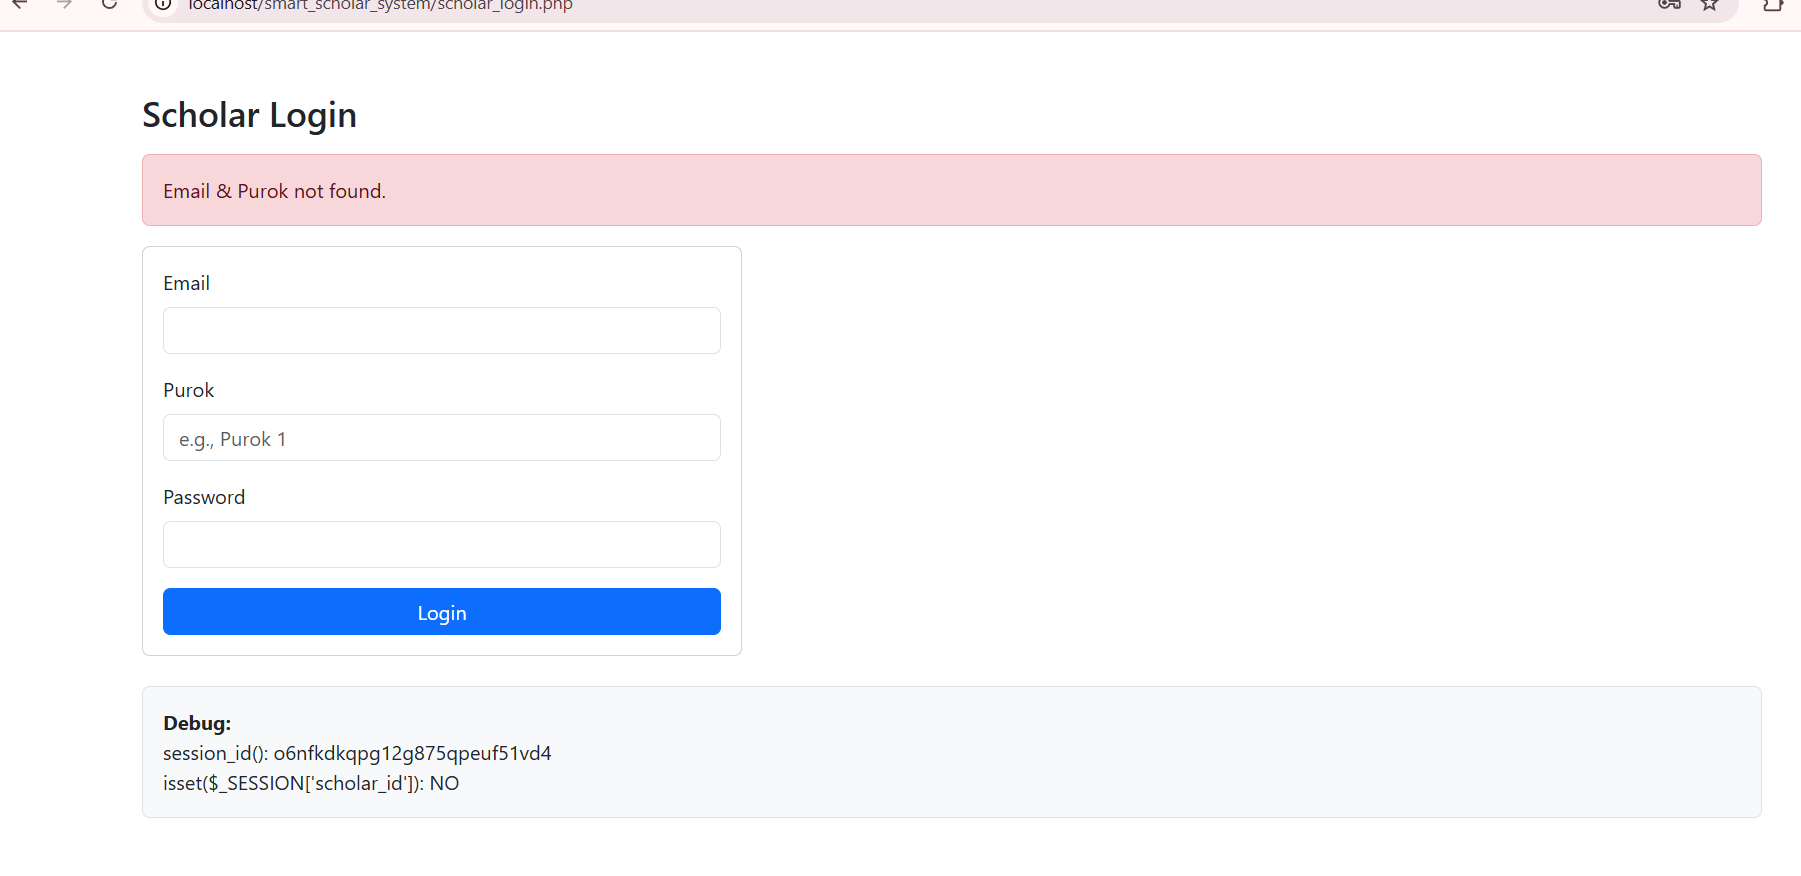 localhost/smart_scholar_system/scholar_login.php
Scholar Login
Email & Purok not found.
Email
Purok
e.g., Purok 1
Password
Login
Debug:
session_id(): o6nfkdkqpg12g875qpeuf51vd4
isset($_SESSION['scholar_id']): NO